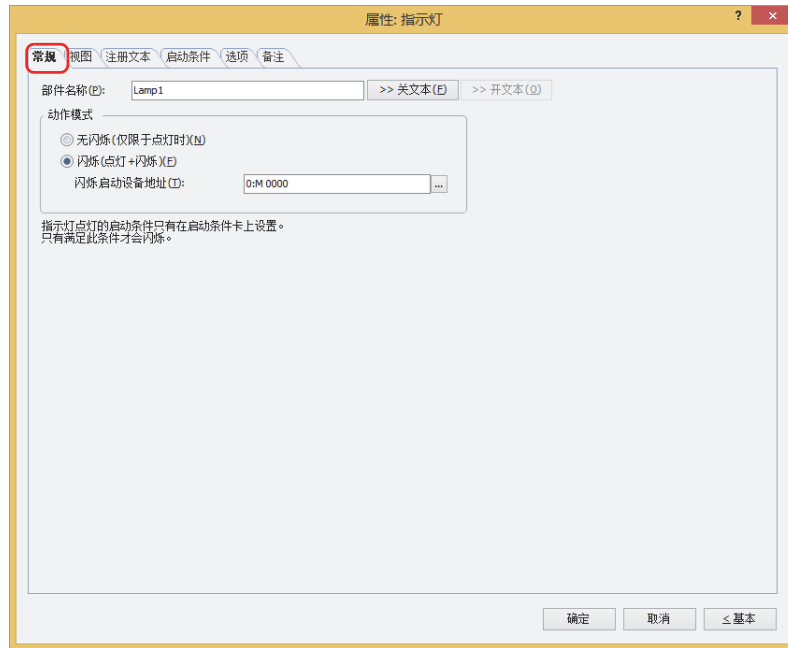 属性: 指示灯
? ×
常规 视图 注册文本 启动条件 选项 备注
部件名称(P): Lamp1 >> 关文本(F) >> 开文本(O)
动作模式
无闪烁(仅限于点灯时)(N)
闪烁(点灯+闪烁)(F)
闪烁启动设备地址(T): 0:M 0000 ...
指示灯点灯的启动条件只有在启动条件卡上设置。
只有满足此条件才会闪烁。
确定 取消 ≤基本